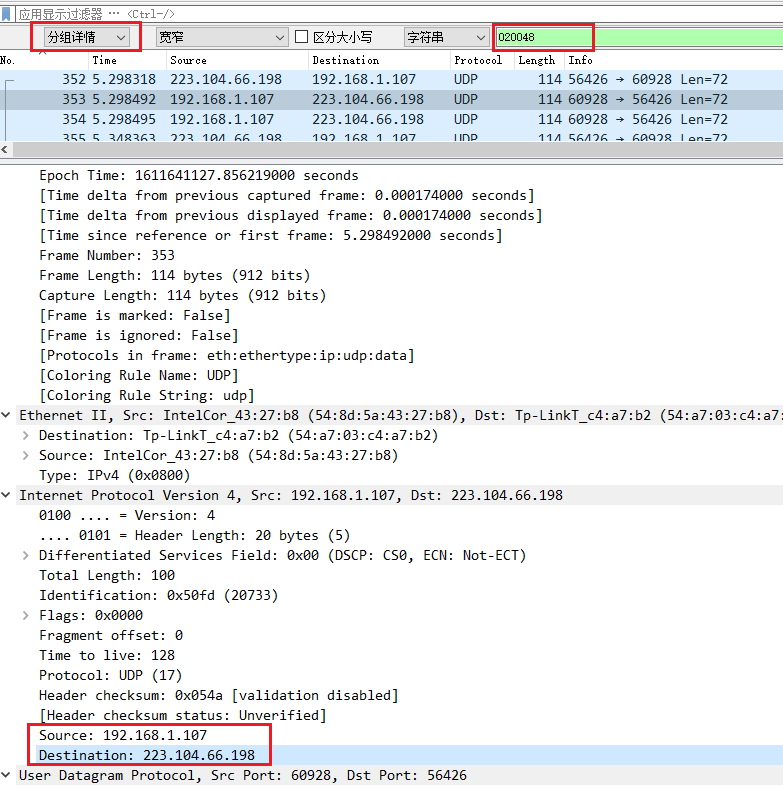 应用显示过滤器 … <Ctrl-/>
分组详情 宽窄 区分大小写 字符串 020048
No. Time Source Destination Protocol Length Info
352 5.298318 223.104.66.198 192.168.1.107 UDP 114 56426 → 60928 Len=72
353 5.298492 192.168.1.107 223.104.66.198 UDP 114 60928 → 56426 Len=72
354 5.298495 192.168.1.107 223.104.66.198 UDP 114 60928 → 56426 Len=72
355 5.348363 223.104.66.198 192.168.1.107 UDP 114 56426 → 60928 Len=72
Epoch Time: 1611641127.856219000 seconds
[Time delta from previous captured frame: 0.000174000 seconds]
[Time delta from previous displayed frame: 0.000174000 seconds]
[Time since reference or first frame: 5.298492000 seconds]
Frame Number: 353
Frame Length: 114 bytes (912 bits)
Capture Length: 114 bytes (912 bits)
[Frame is marked: False]
[Frame is ignored: False]
[Protocols in frame: eth:ethertype:ip:udp:data]
[Coloring Rule Name: UDP]
[Coloring Rule String: udp]
Ethernet II, Src: IntelCor_43:27:b8 (54:8d:5a:43:27:b8), Dst: Tp-LinkT_c4:a7:b2 (54:a7:03:c4:a7:
Destination: Tp-LinkT_c4:a7:b2 (54:a7:03:c4:a7:b2)
Source: IntelCor_43:27:b8 (54:8d:5a:43:27:b8)
Type: IPv4 (0x0800)
Internet Protocol Version 4, Src: 192.168.1.107, Dst: 223.104.66.198
0100 .... = Version: 4
.... 0101 = Header Length: 20 bytes (5)
Differentiated Services Field: 0x00 (DSCP: CS0, ECN: Not-ECT)
Total Length: 100
Identification: 0x50fd (20733)
Flags: 0x0000
Fragment offset: 0
Time to live: 128
Protocol: UDP (17)
Header checksum: 0x054a [validation disabled]
[Header checksum status: Unverified]
Source: 192.168.1.107
Destination: 223.104.66.198
User Datagram Protocol, Src Port: 60928, Dst Port: 56426